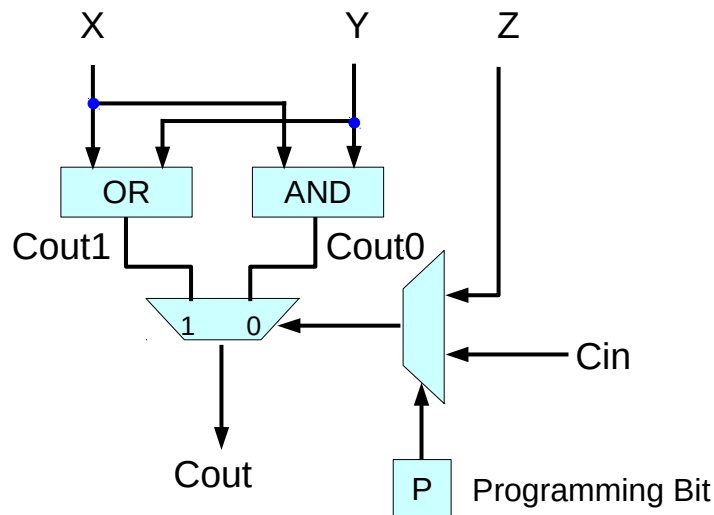 X Y Z
OR AND
Cout1 Cout0
1 0
Cin
Cout
P Programming Bit